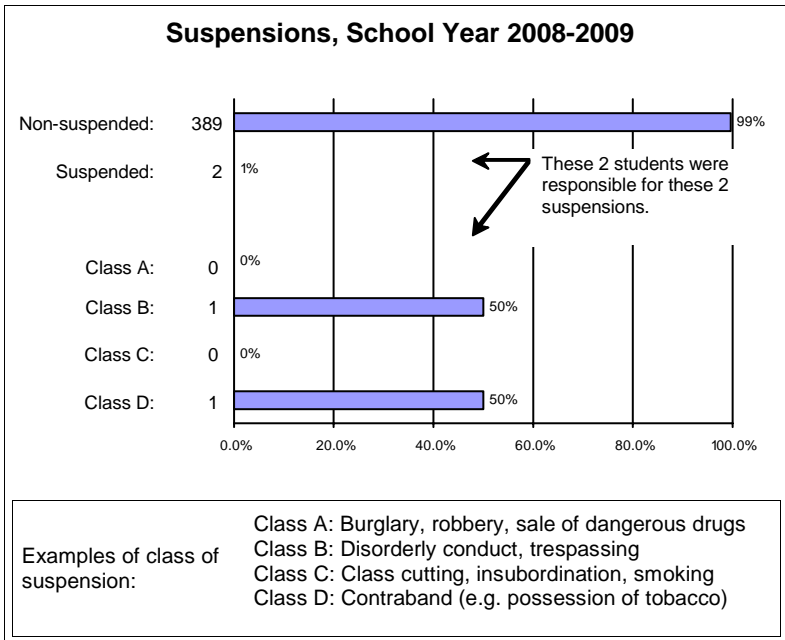 Suspensions, School Year 2008-2009
Non-suspended: 389 99%
Suspended: 2 1%
These 2 students were
responsible for these 2
suspensions.
Class A: 0 0%
Class B: 1 50%
Class C: 0 0%
Class D: 1 50%
0.0% 20.0% 40.0% 60.0% 80.0% 100.0%
Examples of class of
suspension:
Class A: Burglary, robbery, sale of dangerous drugs
Class B: Disorderly conduct, trespassing
Class C: Class cutting, insubordination, smoking
Class D: Contraband (e.g. possession of tobacco)